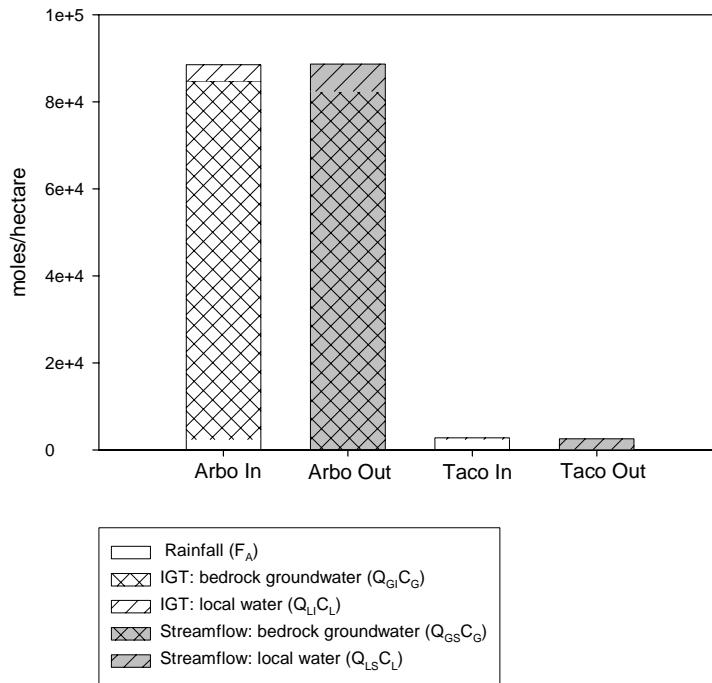 1e+5
8e+4
6e+4
4e+4
2e+4
0
moles/hectare
Arbo In
Arbo Out
Taco In
Taco Out
Rainfall (F_A)
IGT: bedrock groundwater (Q_GI C_G)
IGT: local water (Q_LI C_L)
Streamflow: bedrock groundwater (Q_GS C_G)
Streamflow: local water (Q_LS C_L)